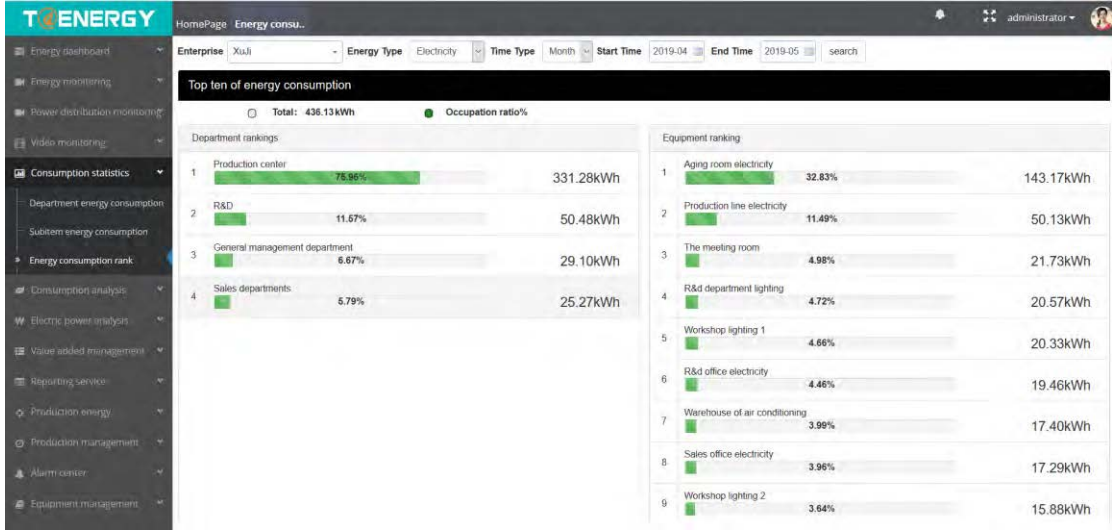 TOENERGY
HomePage Energy consu..
administrator
Enterprise XuJi Energy Type Electricity Time Type Month Start Time 2019-04 End Time 2019-05 search
Energy dashboard
Energy monitoring
Power distribution monitoring
Video monitoring
Consumption statistics
Department energy consumption
Subitem energy consumption
Energy consumption rank
Consumption analysis
Electric power analysis
Value added management
Reporting service
Production energy
Production management
Alarm center
Equipment management
Top ten of energy consumption
Total: 436.13kWh Occupation ratio%
Department rankings
1 Production center
75.96% 331.28kWh
2 R&D
11.57% 50.48kWh
3 General management department
6.67% 29.10kWh
4 Sales departments
5.79% 25.27kWh
Equipment ranking
1 Aging room electricity
32.83% 143.17kWh
2 Production line electricity
11.49% 50.13kWh
3 The meeting room
4.98% 21.73kWh
4 R&d department lighting
4.72% 20.57kWh
5 Workshop lighting 1
4.66% 20.33kWh
6 R&d office electricity
4.46% 19.46kWh
7 Warehouse of air conditioning
3.99% 17.40kWh
8 Sales office electricity
3.96% 17.29kWh
9 Workshop lighting 2
3.64% 15.88kWh